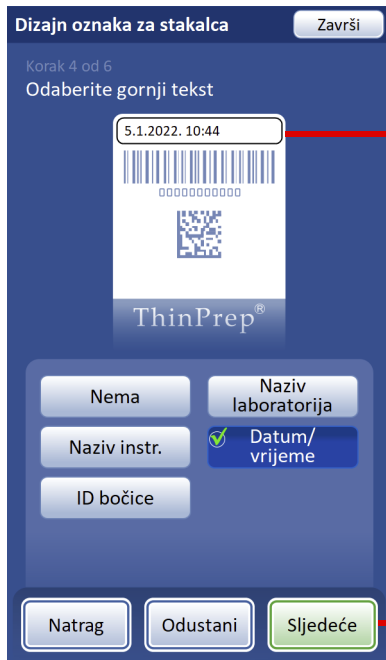 Dizajn oznaka za stakalca
Završi
Korak 4 od 6
Odaberite gornji tekst
5.1.2022. 10:44
00000000000
ThinPrep®
Nema
Naziv
laboratorija
Naziv instr.
Datum/
vrijeme
ID bočice
Natrag
Odustani
Sljedeće